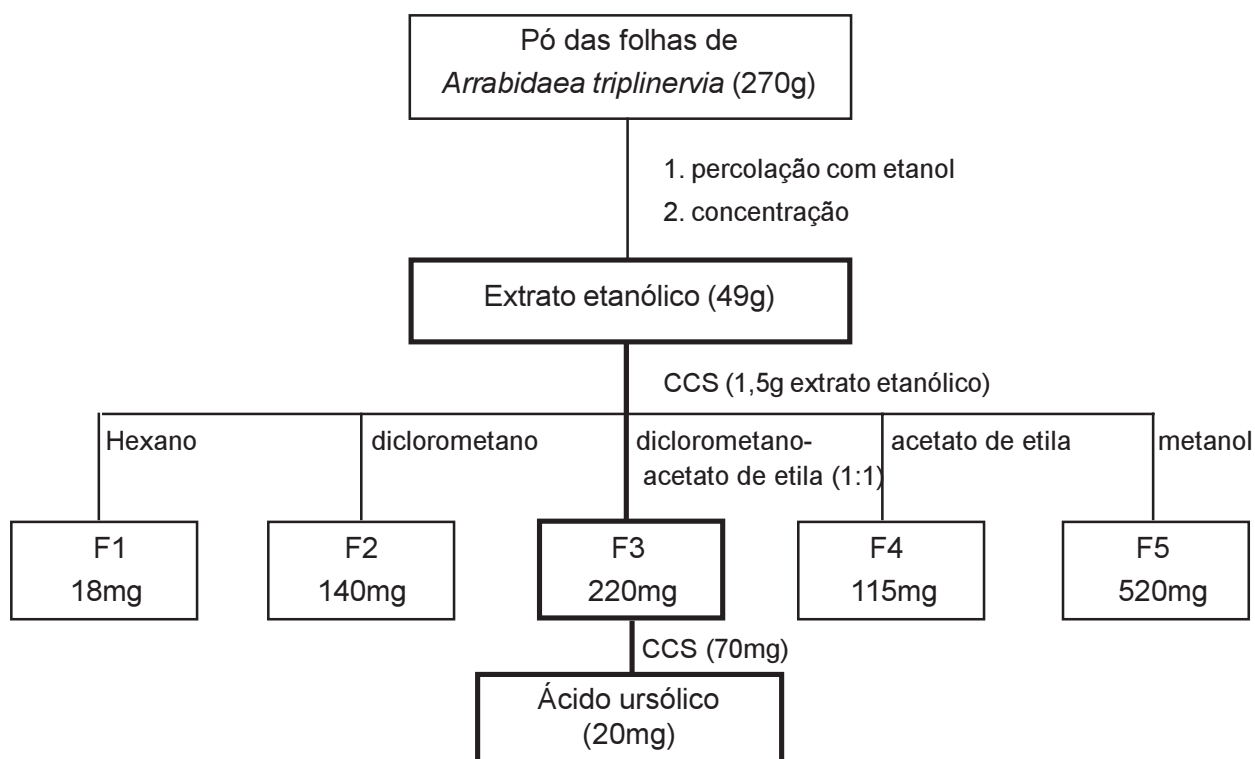 Pó das folhas de
Arrabidaea triplinervia (270g)
1. percolação com etanol
2. concentração
Extrato etanólico (49g)
CCS (1,5g extrato etanólico)
Hexano
diclorometano
diclorometano-
acetato de etila (1:1)
acetato de etila
metanol
F1
18mg
F2
140mg
F3
220mg
F4
115mg
F5
520mg
CCS (70mg)
Ácido ursólico
(20mg)